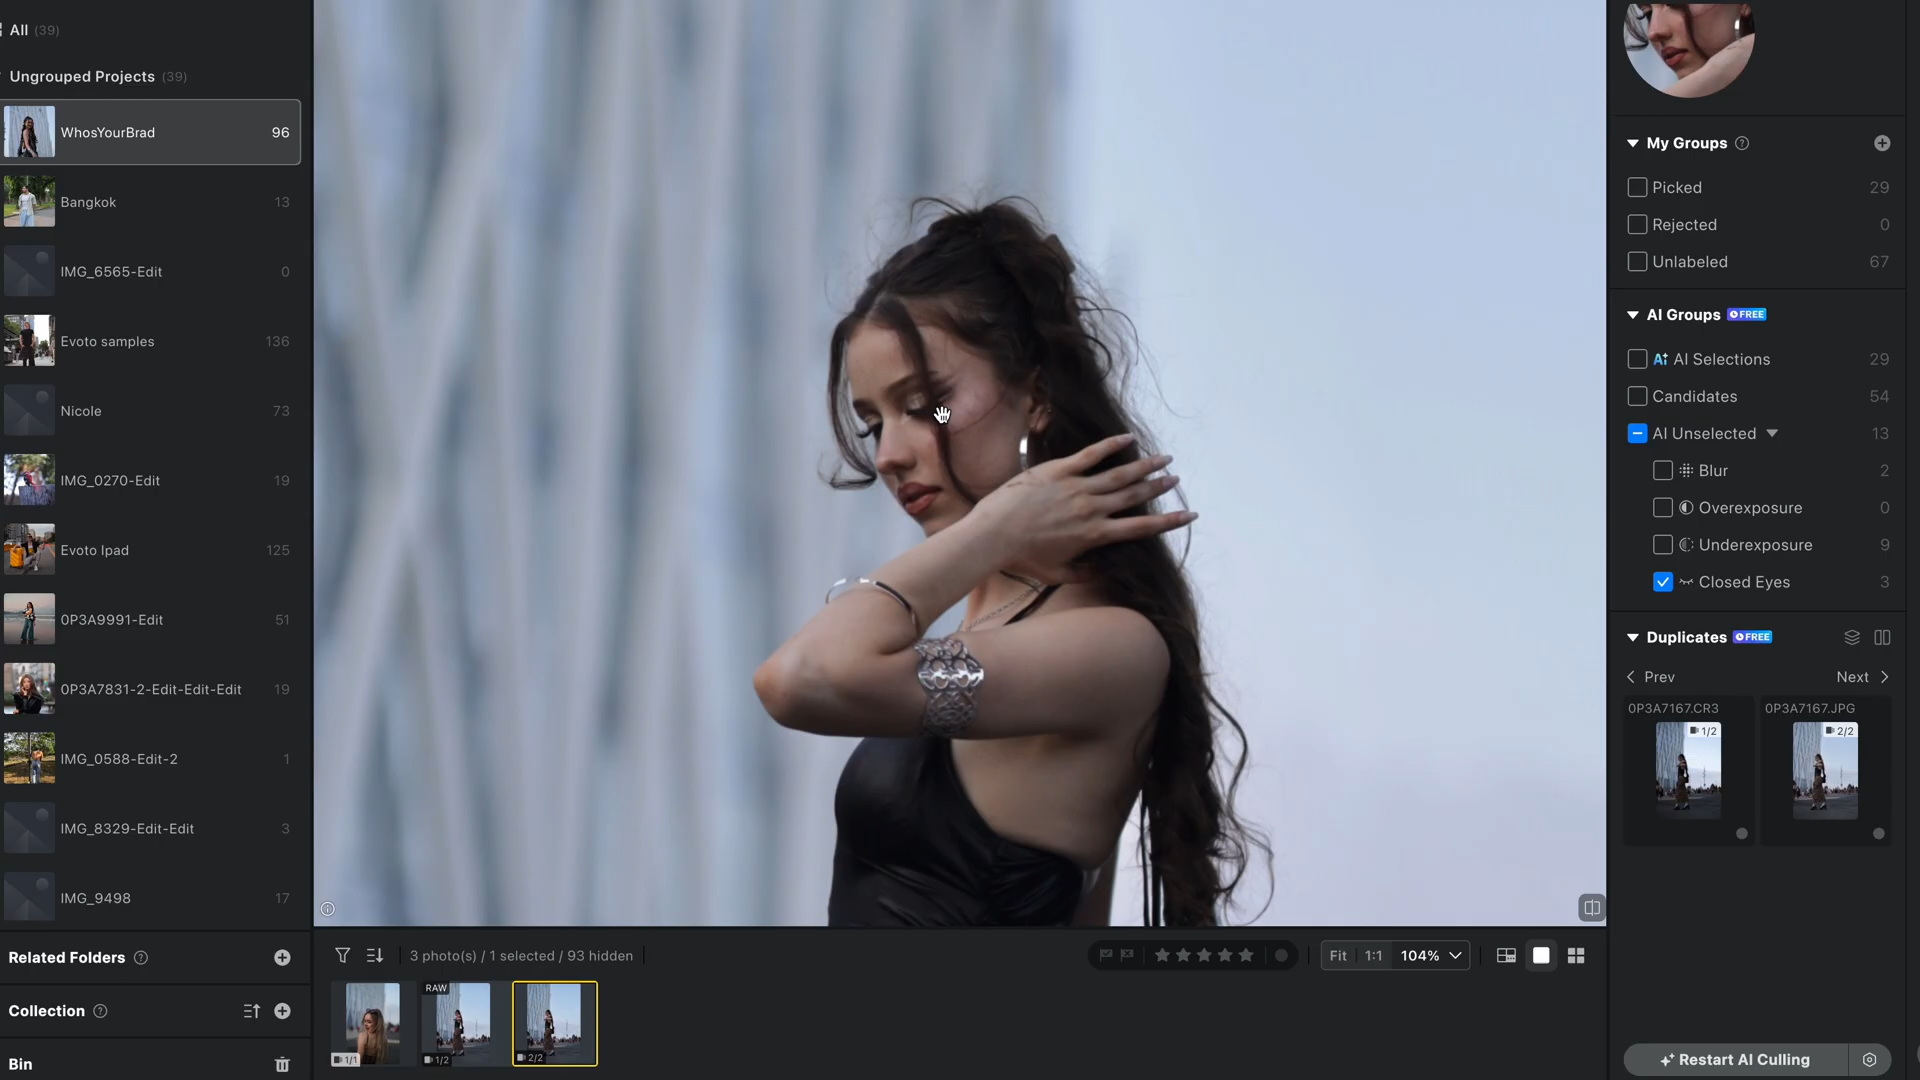 All (39)
Ungrouped Projects (39)
WhosYourBrad 96
Bangkok 13
IMG_6565-Edit 0
Evoto samples 136
Nicole 73
IMG_0270-Edit 19
Evoto Ipad 125
0P3A9991-Edit 51
0P3A7831-2-Edit-Edit-Edit 19
IMG_0588-Edit-2 1
IMG_8329-Edit-Edit 3
IMG_9498 17
Related Folders
Collection
Bin
3 photo(s) / 1 selected / 93 hidden
Fit 1:1 104%
1/1
RAW
1/2
2/2
My Groups
Picked 29
Rejected 0
Unlabeled 67
AI Groups FREE
Ai AI Selections 29
Candidates 54
AI Unselected 13
Blur 2
Overexposure 0
Underexposure 9
Closed Eyes 3
Duplicates FREE
Prev Next
0P3A7167.CR3 0P3A7167.JPG
1/2 2/2
Restart AI Culling